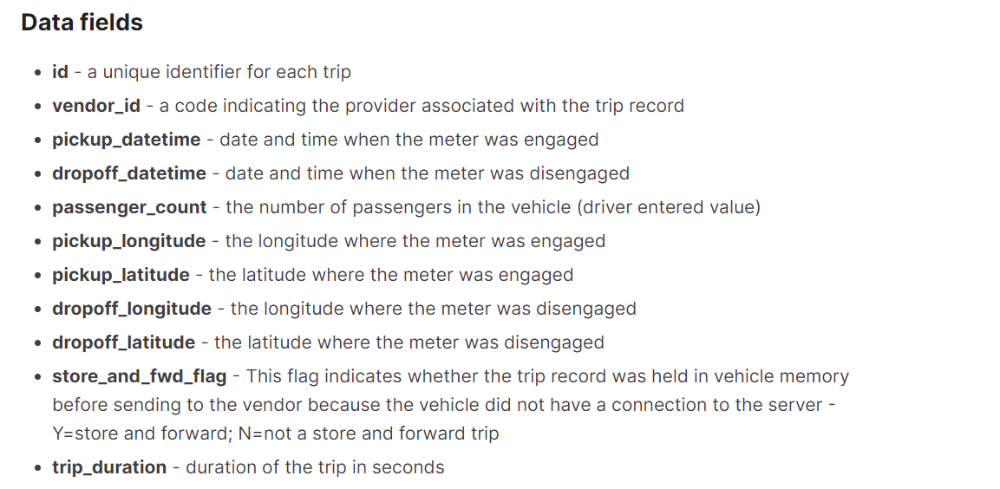 Data fields
• id - a unique identifier for each trip
• vendor_id - a code indicating the provider associated with the trip record
• pickup_datetime - date and time when the meter was engaged
• dropoff_datetime - date and time when the meter was disengaged
• passenger_count - the number of passengers in the vehicle (driver entered value)
• pickup_longitude - the longitude where the meter was engaged
• pickup_latitude - the latitude where the meter was engaged
• dropoff_longitude - the longitude where the meter was disengaged
• dropoff_latitude - the latitude where the meter was disengaged
• store_and_fwd_flag - This flag indicates whether the trip record was held in vehicle memory
before sending to the vendor because the vehicle did not have a connection to the server -
Y=store and forward; N=not a store and forward trip
• trip_duration - duration of the trip in seconds